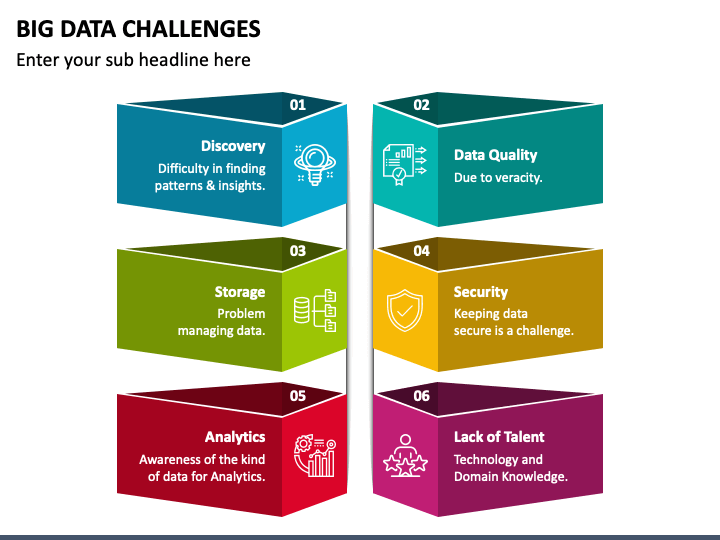 BIG DATA CHALLENGES
Enter your sub headline here
01
Discovery
Difficulty in finding
patterns & insights.
02
Data Quality
Due to veracity.
03
Storage
Problem
managing data.
04
Security
Keeping data
secure is a challenge.
05
Analytics
Awareness of the kind
of data for Analytics.
06
Lack of Talent
Technology and
Domain Knowledge.